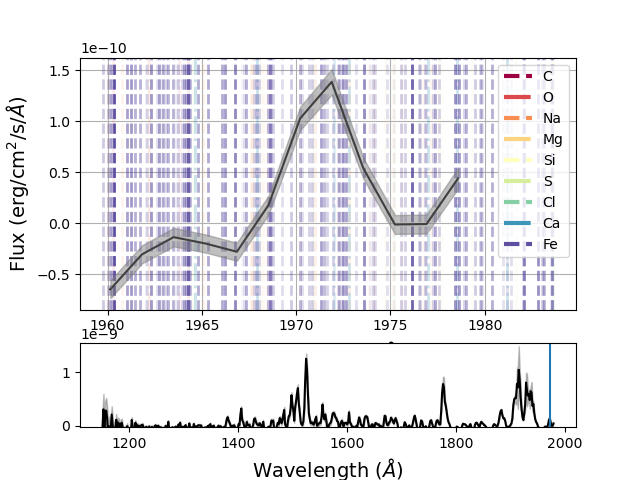 1e−10
1.5
1.0
0.5
0.0
−0.5
Flux (erg/cm²/s/Å)
C
O
Na
Mg
Si
S
Cl
Ca
Fe
1960 1965 1970 1975 1980
1e−9
1
0
1200 1400 1600 1800 2000
Wavelength (Å)